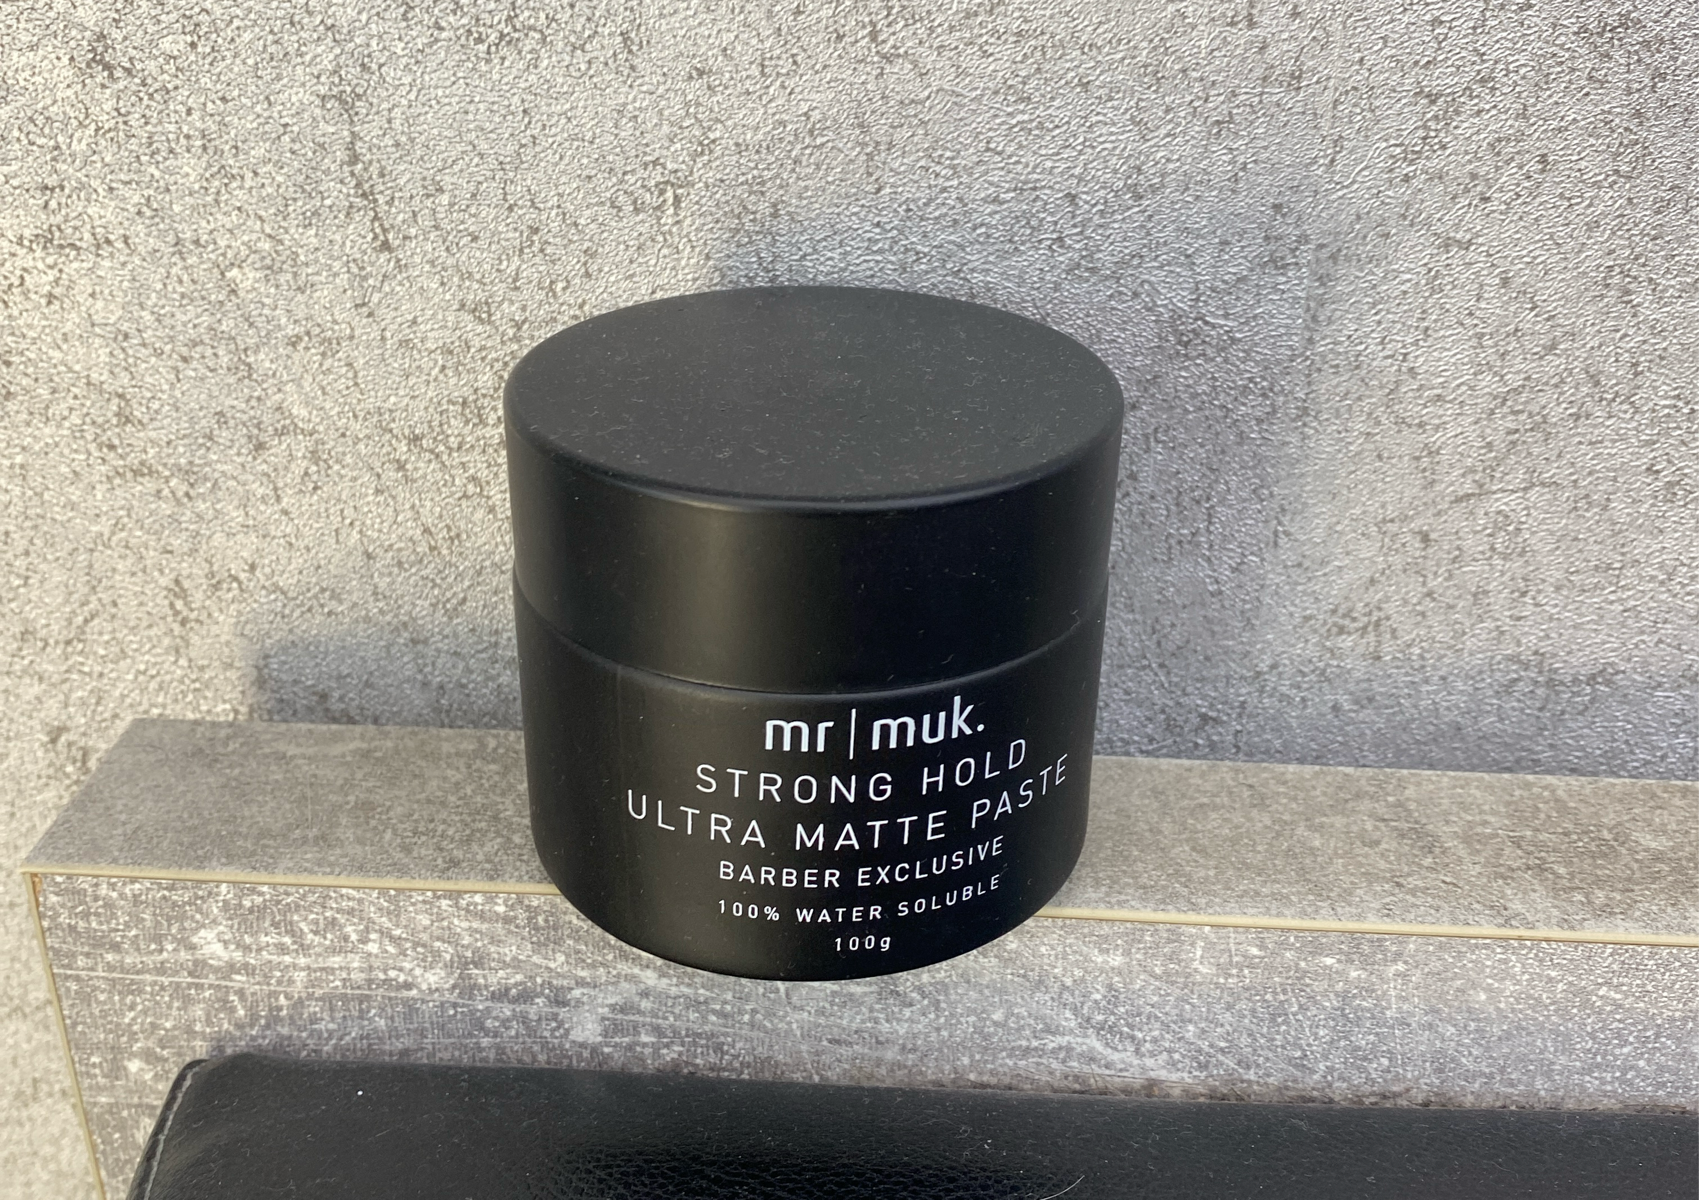 mr|muk.
STRONG HOLD
ULTRA MATTE PASTE
BARBER EXCLUSIVE
100% WATER SOLUBLE
100g